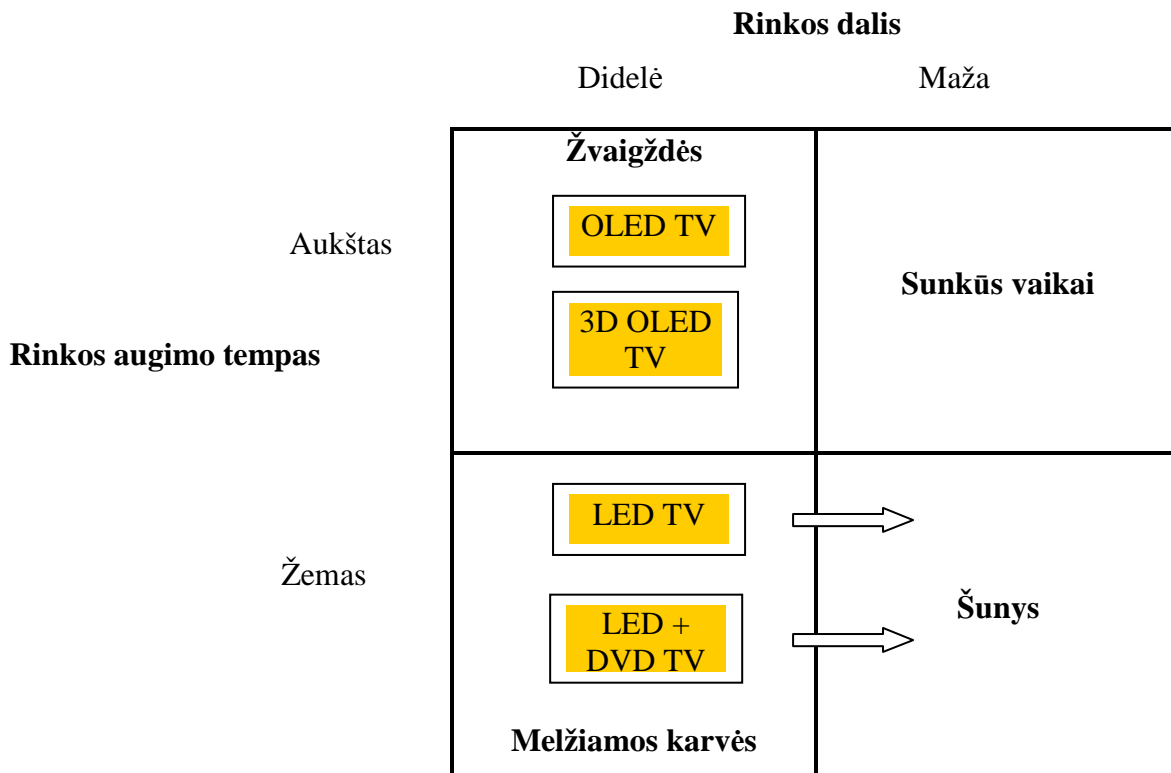 Rinkos dalis
Didelė Maža
Žvaigždės
OLED TV
Aukštas
Sunkūs vaikai
3D OLED
TV
Rinkos augimo tempas
LED TV
Žemas
Šunys
LED +
DVD TV
Melžiamos karvės